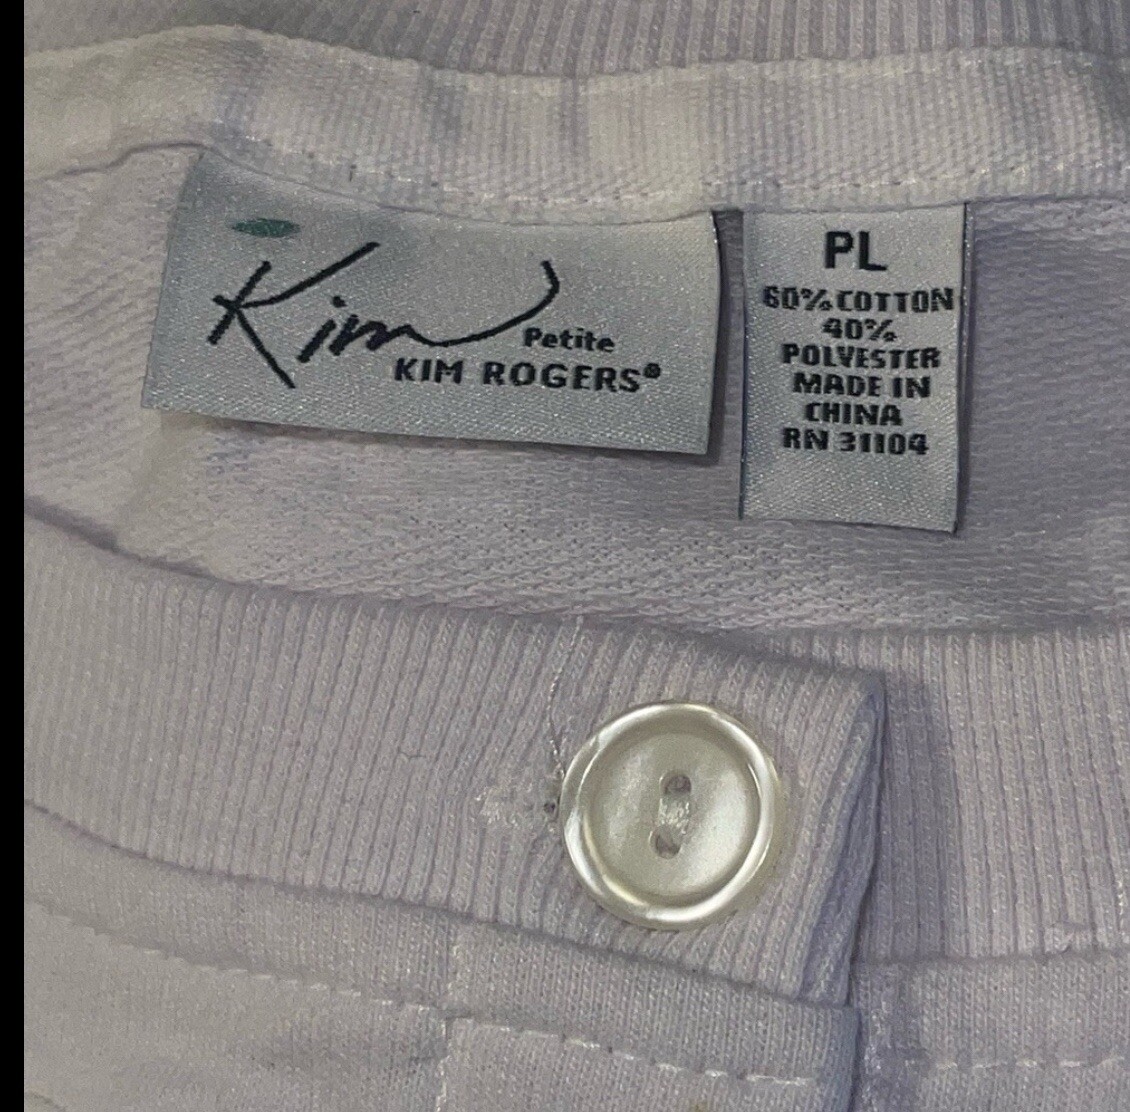 Kim
Petite
KIM ROGERS®
PL
60% COTTON
40%
POLYESTER
MADE IN
CHINA
RN 31104